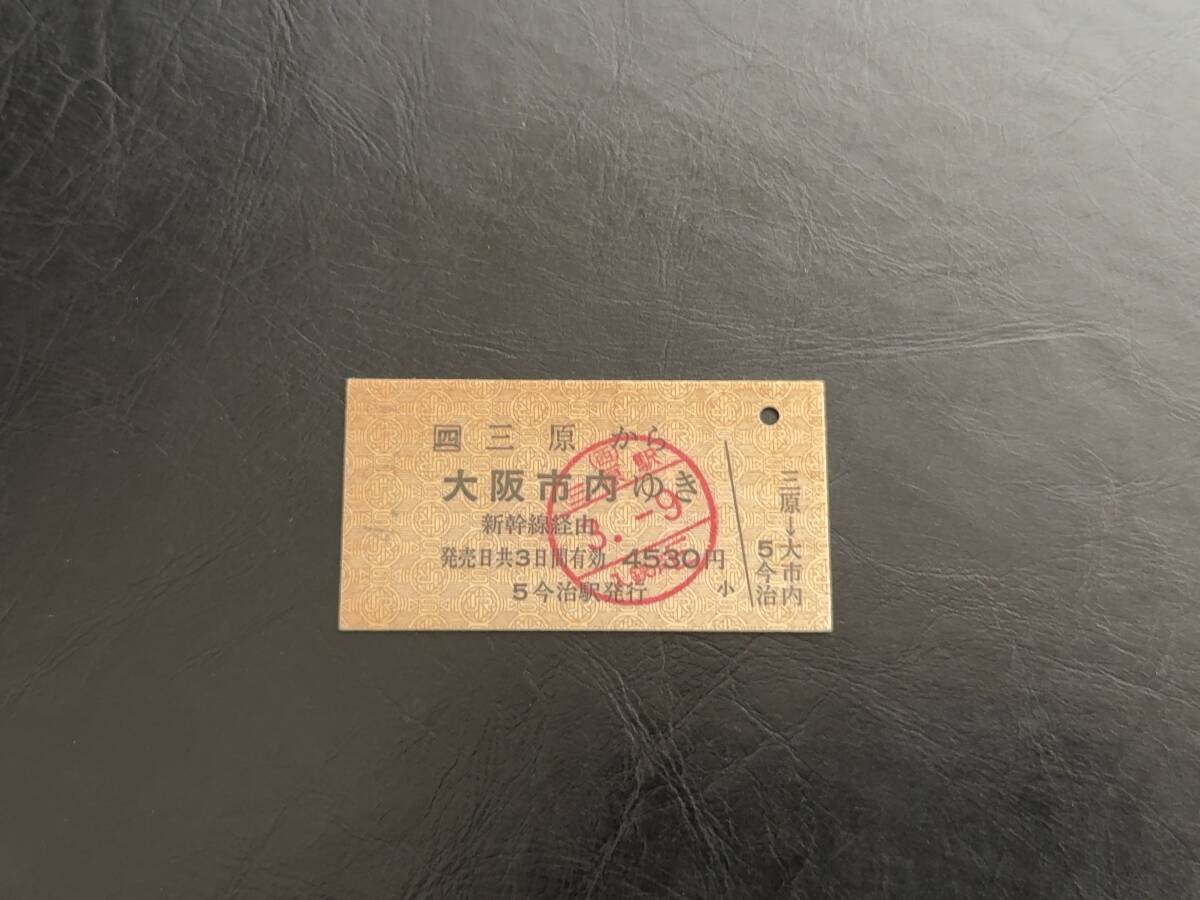 ㊃ 三原から
大阪市内ゆき
新幹線経由
発売日共3日間有効 4530円
5今治駅発行 小
三原→大市内
5今治
駅
-9